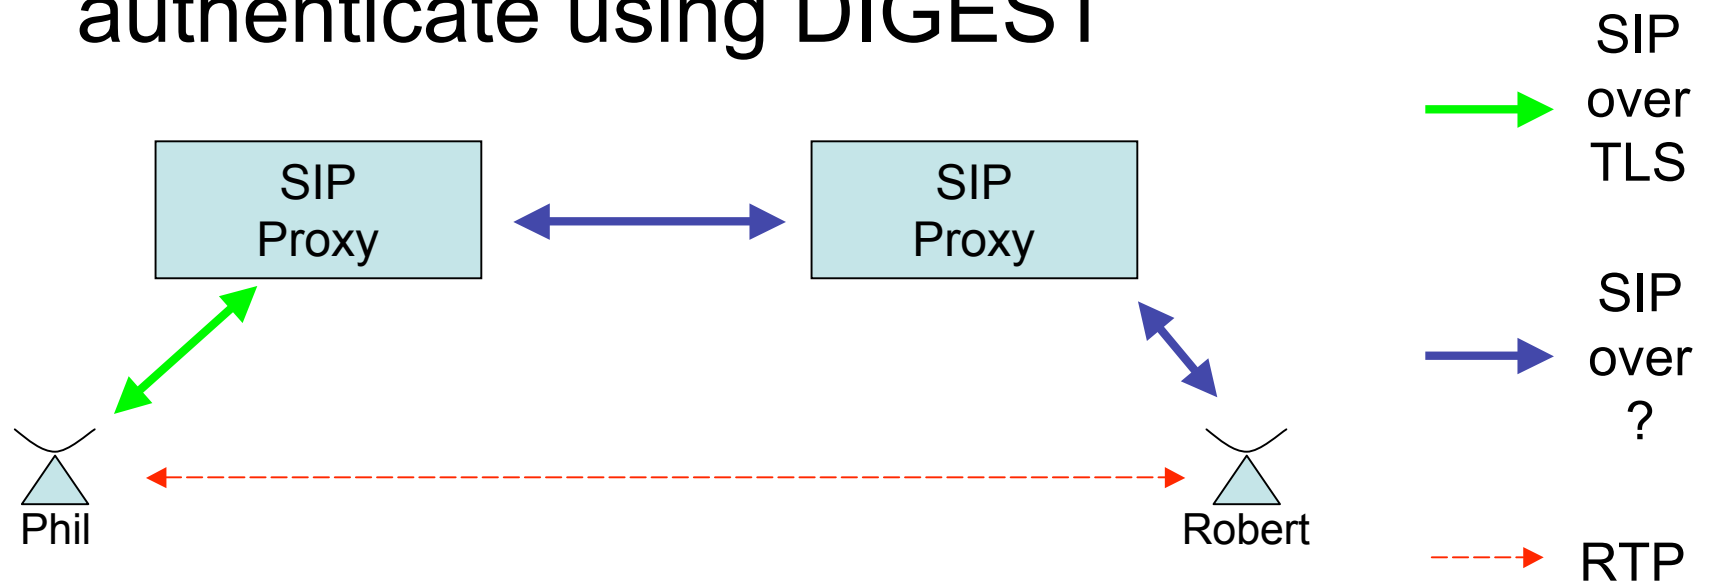 authenticate using DIGEST
SIP
Proxy
SIP
Proxy
Phil
Robert
SIP
over
TLS
SIP
over
?
RTP